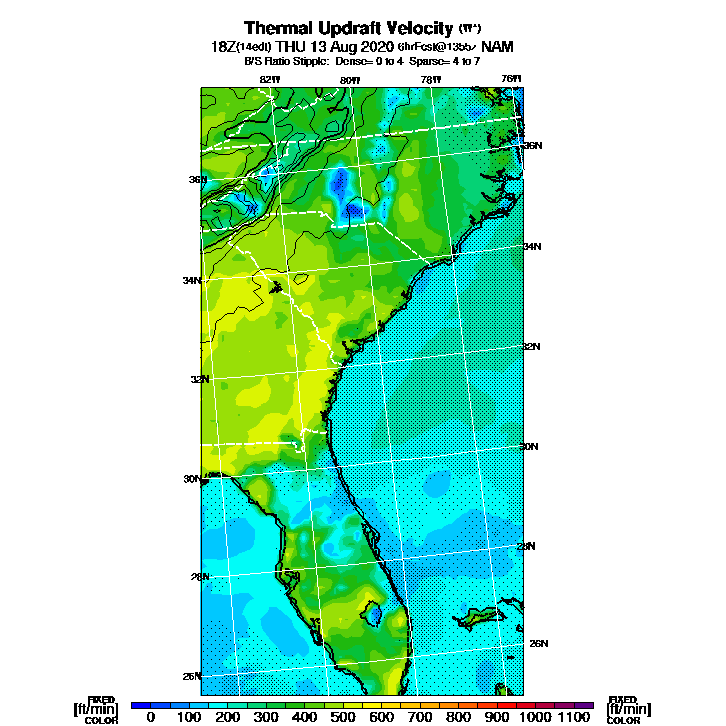 Thermal Updraft Velocity (W*)
18Z(14edt) THU 13 Aug 2020 6hrFcst@1355z NAM
B/S Ratio Stipple: Dense= 0 to 4 Sparse= 4 to 7
82W 80W 78W 76W
36N
36N
34N
34N
32N
32N
30N
30N
28N
28N
26N
26N
FIXED
[ft/min]
COLOR
0 100 200 300 400 500 600 700 800 900 1000 1100
FIXED
[ft/min]
COLOR